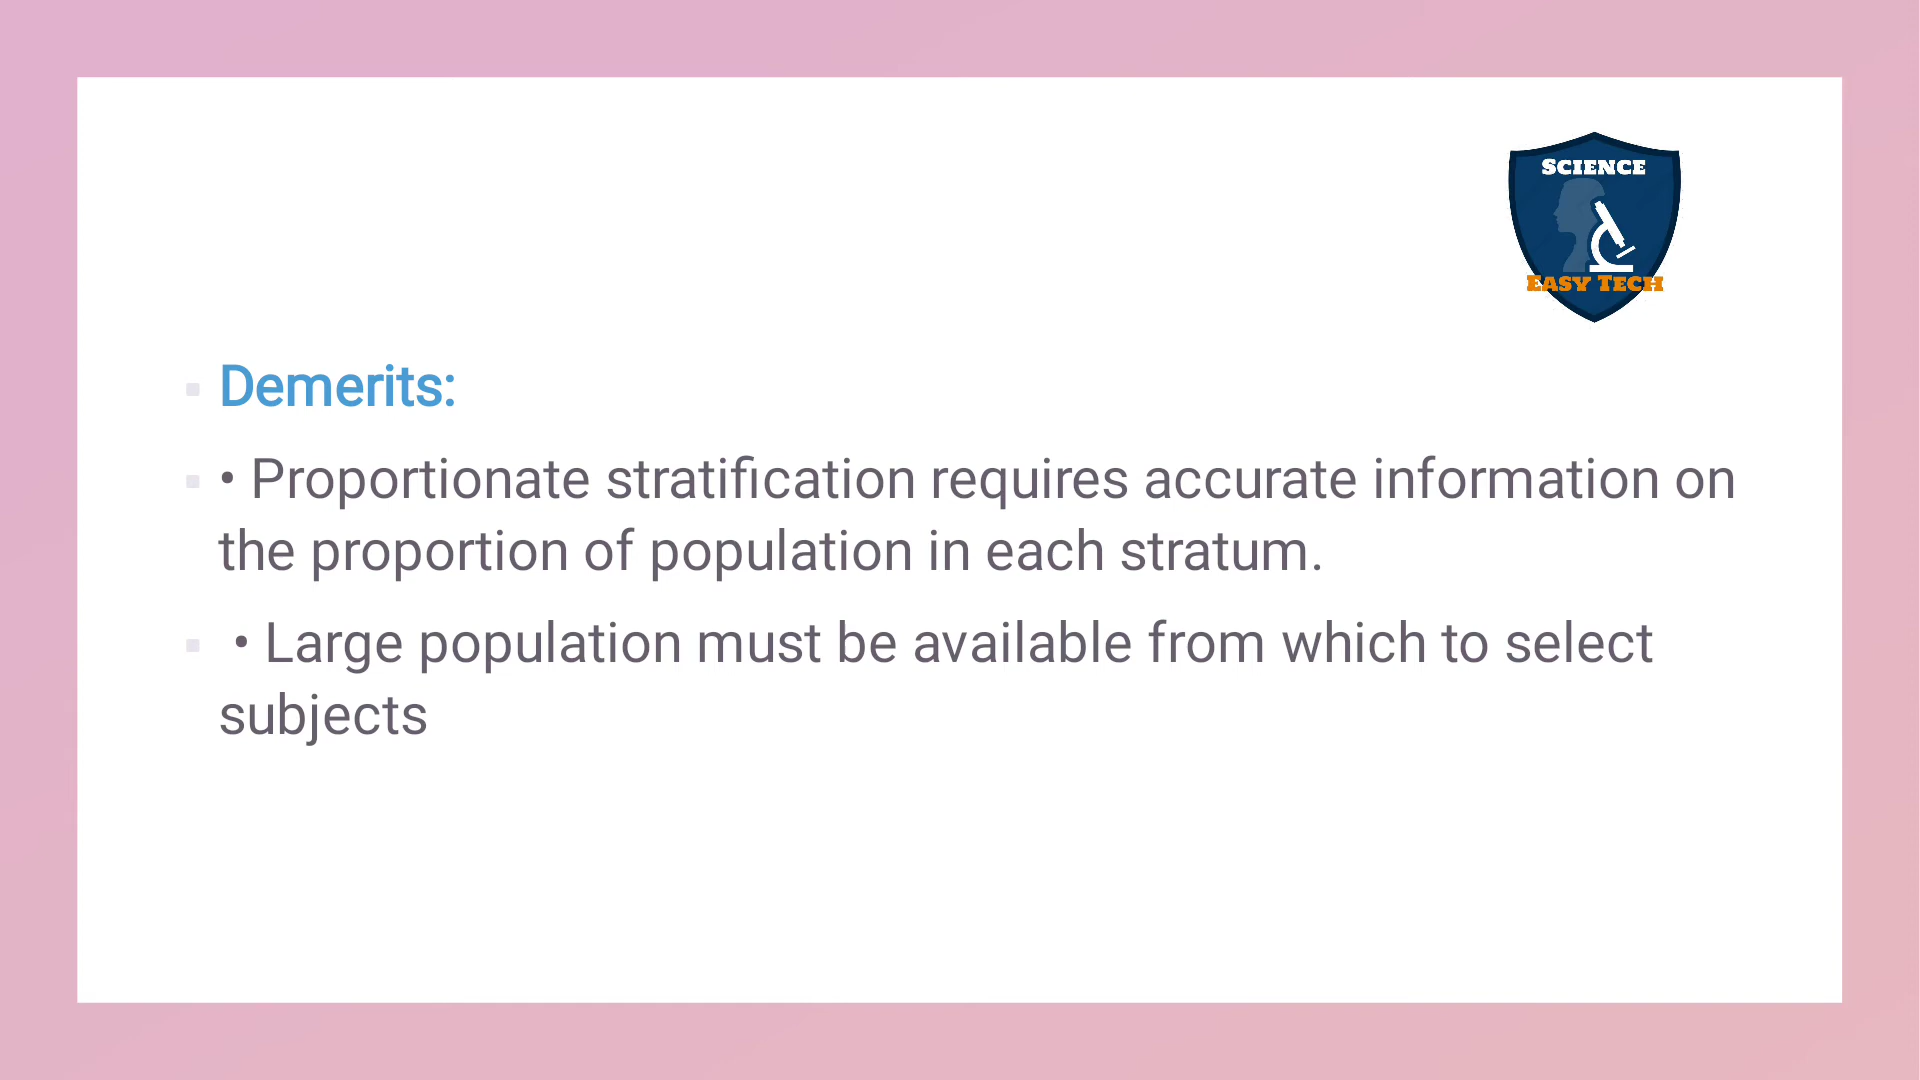 SCIENCE
EASY TECH
Demerits:
• Proportionate stratification requires accurate information on
the proportion of population in each stratum.
• Large population must be available from which to select
subjects